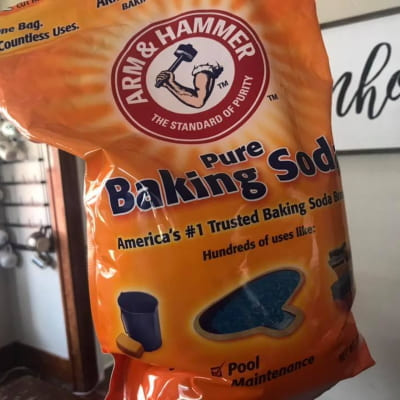 One Bag.
Countless Uses.
ARM & HAMMER
THE STANDARD OF PURITY
TM
TM
Pure
Baking Soda
America's #1 Trusted Baking Soda
Hundreds of uses like:
Pool
Maintenance